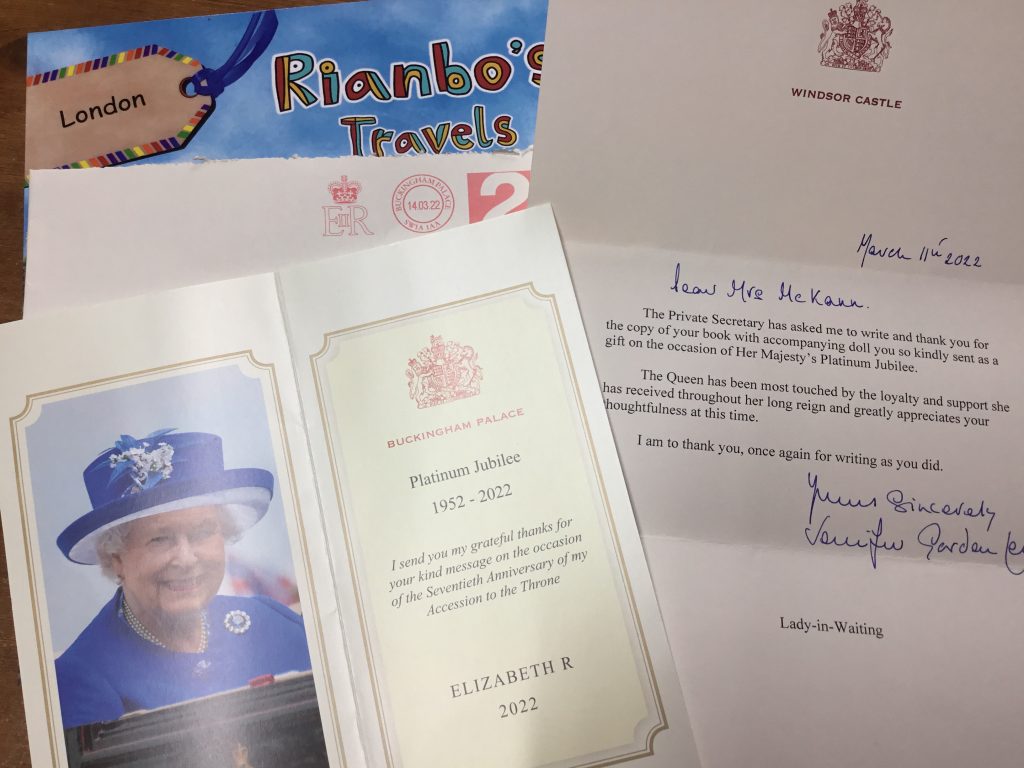 London
Rianbo's
Travels
EIIR
BUCKINGHAM PALACE
14.03.22
SW1A 1AA
2
BUCKINGHAM PALACE
Platinum Jubilee
1952 - 2022
I send you my grateful thanks for
your kind message on the occasion
of the Seventieth Anniversary of my
Accession to the Throne
ELIZABETH R
2022
WINDSOR CASTLE
March 11th 2022
Dear Mrs McKann.
The Private Secretary has asked me to write and thank you for
the copy of your book with accompanying doll you so kindly sent as a
gift on the occasion of Her Majesty's Platinum Jubilee.
The Queen has been most touched by the loyalty and support she
has received throughout her long reign and greatly appreciates your
thoughtfulness at this time.
I am to thank you, once again for writing as you did.
Yours Sincerely
Jennifer Gordon
Lady-in-Waiting